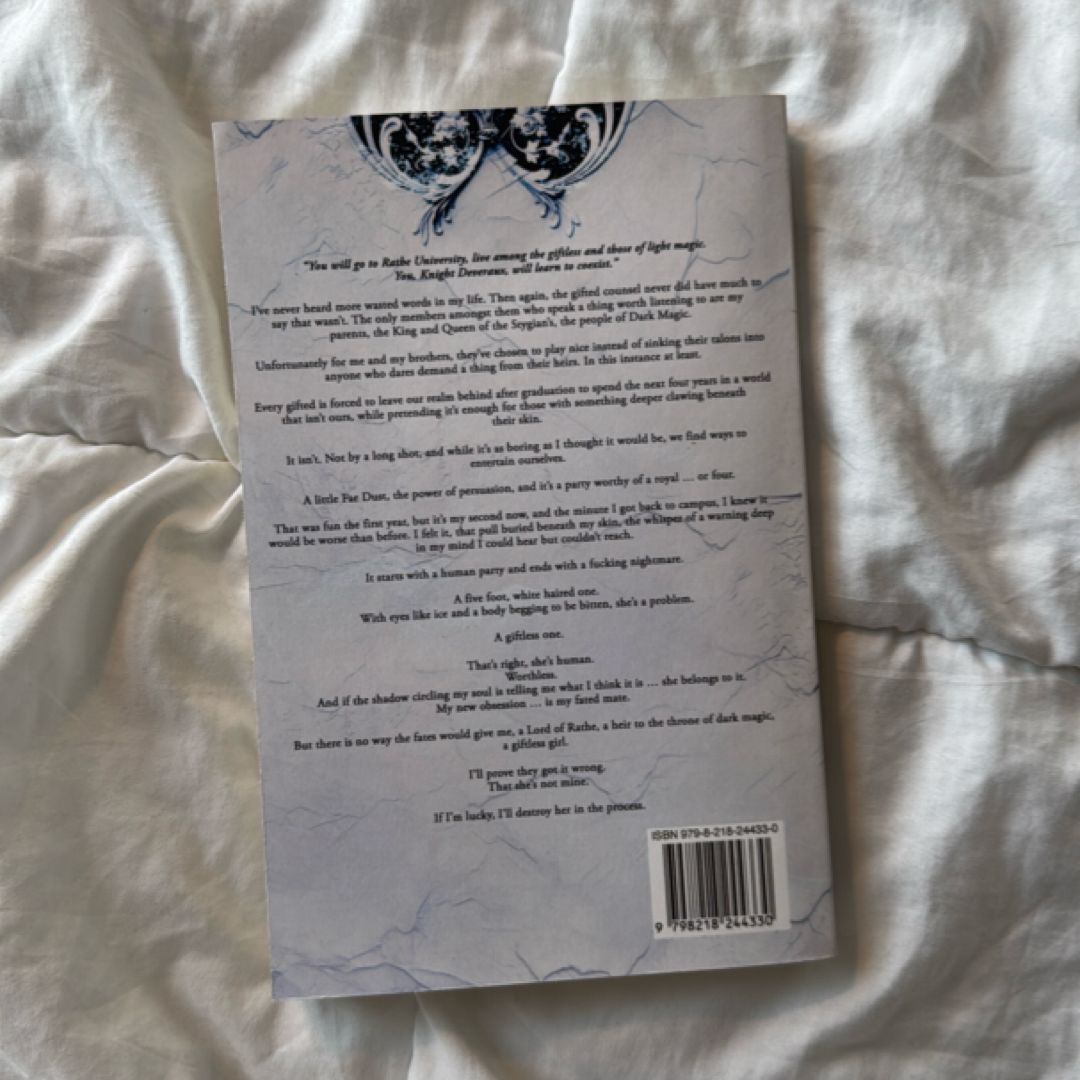 "You will go to Rathe University, live among the giftless and those of light magic.
You, Knight Deveraux, will learn to coexist."
I've never heard more wasted words in my life. Then again, the gifted counsel never did have much to
say that wasn't. The only members amongst them who speak a thing worth listening to are my
parents, the King and Queen of the Stygian's, the people of Dark Magic.
Unfortunately for me and my brothers, they've chosen to play nice instead of sinking their talons into
anyone who dares demand a thing from their heirs. In this instance at least.
Every gifted is forced to leave our realm behind after graduation to spend the next four years in a world
that isn't ours, while pretending it's enough for those with something deeper clawing beneath
their skin.
It isn't. Not by a long shot, and while it's as boring as I thought it would be, we find ways to
entertain ourselves.
A little Fae Dust, the power of persuasion, and it's a party worthy of a royal ... or four.
That was fun the first year, but it's my second now, and the minute I got back to campus, I knew it
would be worse than before. I felt it, that pull buried beneath my skin, the whisper of a warning deep
in my mind I could hear but couldn't reach.
It starts with a human party and ends with a fucking nightmare.
A five foot, white haired one.
With eyes like ice and a body begging to be bitten, she's a problem.
A giftless one.
That's right, she's human.
Worthless.
And if the shadow circling my soul is telling me what I think it is ... she belongs to it.
My new obsession ... is my fated mate.
But there is no way the fates would give me, a Lord of Rathe, a heir to the throne of dark magic,
a giftless girl.
I'll prove they got it wrong.
That she's not mine.
If I'm lucky, I'll destroy her in the process.
ISBN 979-8-218-24433-0
9 798218 244330